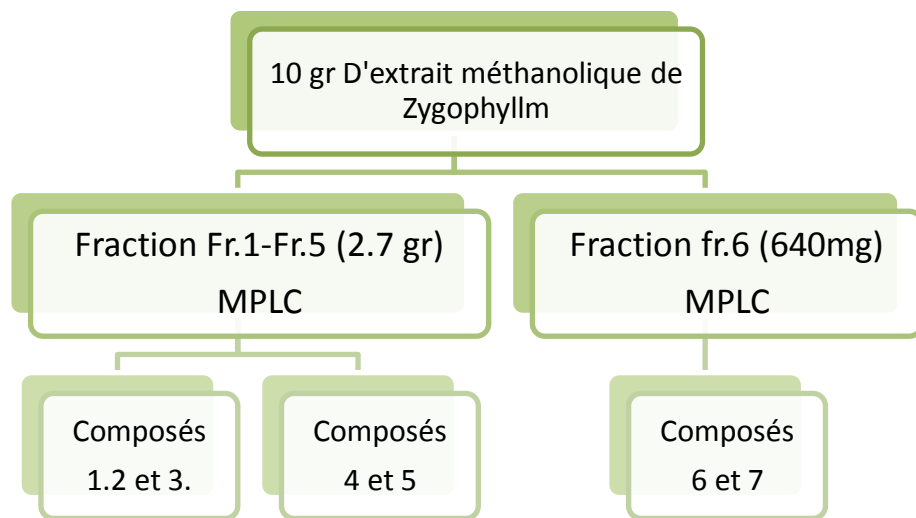 10 gr D'extrait méthanolique de
Zygophyllm
Fraction Fr.1-Fr.5 (2.7 gr)
MPLC
Fraction fr.6 (640mg)
MPLC
Composés
1.2 et 3.
Composés
4 et 5
Composés
6 et 7